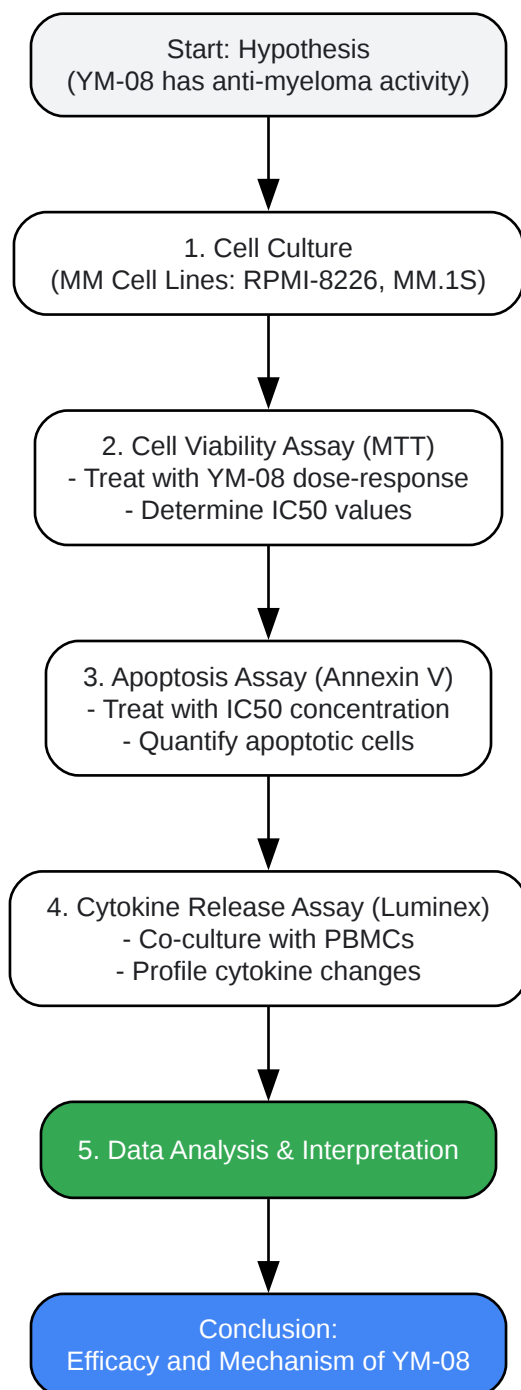 Start: Hypothesis
(YM-08 has anti-myeloma activity)
1. Cell Culture
(MM Cell Lines: RPMI-8226, MM.1S)
2. Cell Viability Assay (MTT)
- Treat with YM-08 dose-response
- Determine IC50 values
3. Apoptosis Assay (Annexin V)
- Treat with IC50 concentration
- Quantify apoptotic cells
4. Cytokine Release Assay (Luminex)
- Co-culture with PBMCs
- Profile cytokine changes
5. Data Analysis & Interpretation
Conclusion:
Efficacy and Mechanism of YM-08